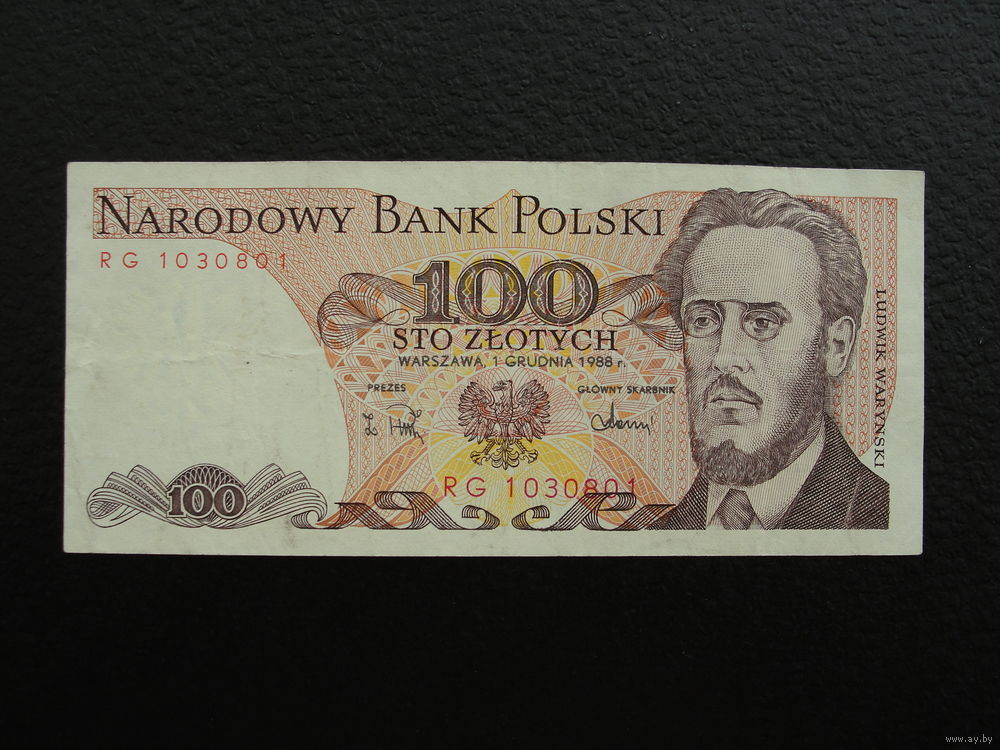 NARODOWY BANK POLSKI
RG 1030801
100
STO ZŁOTYCH
WARSZAWA, 1 GRUDNIA 1988 r.
PREZES
GŁÓWNY SKARBNIK
RG 1030801
100
LUDWIK WARYŃSKI
www.ay.by